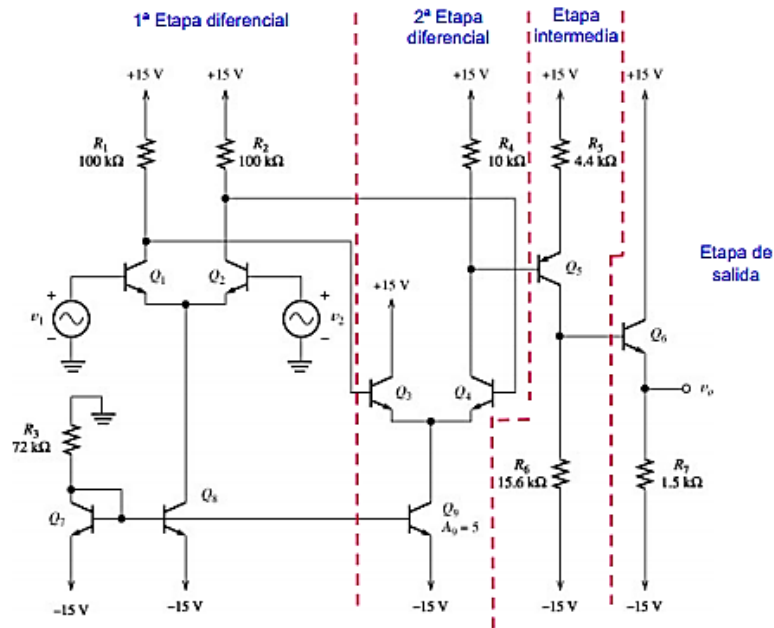 1ª Etapa diferencial
2ª Etapa
diferencial
Etapa
intermedia
+15 V
+15 V
+15 V
+15 V
+15 V
R1
100 kΩ
R2
100 kΩ
R4
10 kΩ
R5
4.4 kΩ
Etapa de
salida
Q1
Q2
Q5
+15 V
v1
+
−
+
−
v2
Q6
Q3
Q4
vo
R3
72 kΩ
R6
15.6 kΩ
R7
1.5 kΩ
Q7
Q8
Q9
A9 = 5
−15 V
−15 V
−15 V
−15 V
−15 V